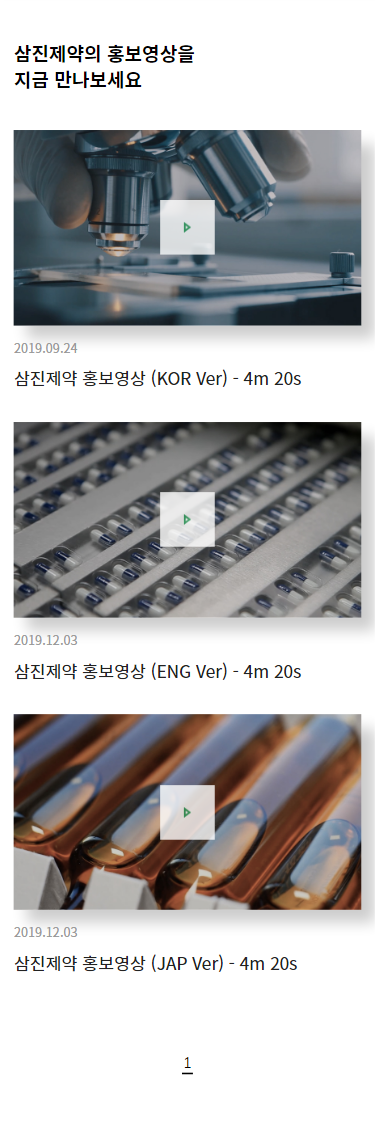 삼진제약의 홍보영상을
지금 만나보세요
2019.09.24
삼진제약 홍보영상 (KOR Ver) - 4m 20s
2019.12.03
삼진제약 홍보영상 (ENG Ver) - 4m 20s
2019.12.03
삼진제약 홍보영상 (JAP Ver) - 4m 20s
1